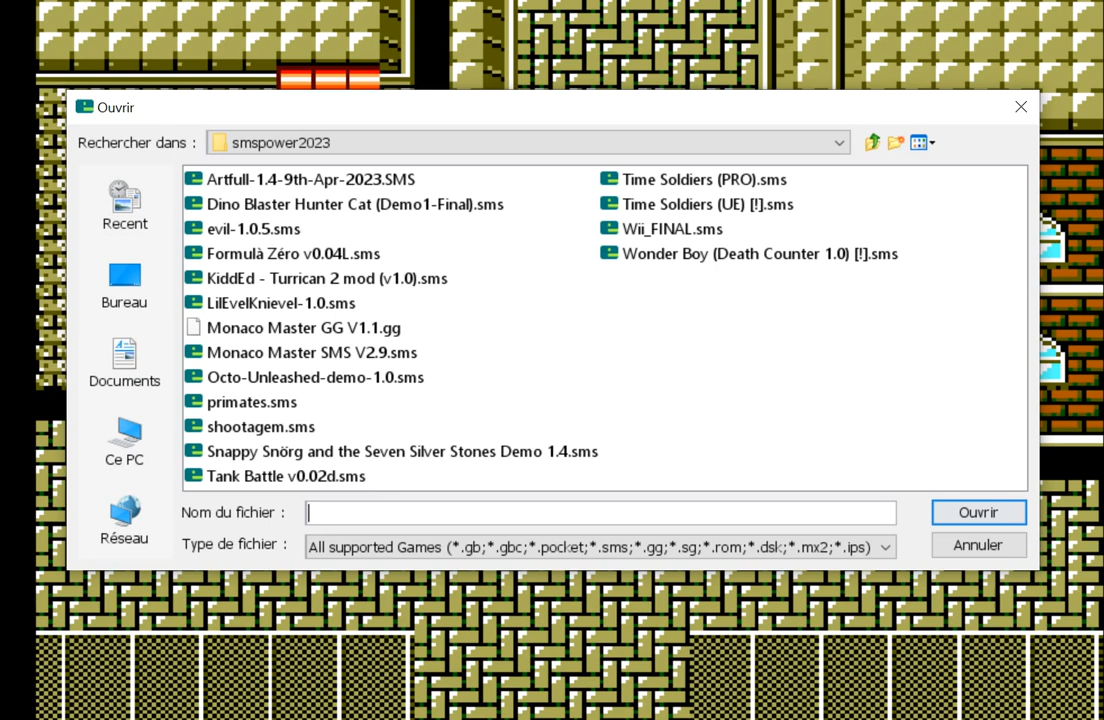 Ouvrir
Rechercher dans :
smspower2023
Recent
Bureau
Documents
Ce PC
Réseau
Artfull-1.4-9th-Apr-2023.SMS
Dino Blaster Hunter Cat (Demo1-Final).sms
evil-1.0.5.sms
Formulà Zéro v0.04L.sms
KiddEd - Turrican 2 mod (v1.0).sms
LilEvelKnievel-1.0.sms
Monaco Master GG V1.1.gg
Monaco Master SMS V2.9.sms
Octo-Unleashed-demo-1.0.sms
primates.sms
shootagem.sms
Snappy Snörg and the Seven Silver Stones Demo 1.4.sms
Tank Battle v0.02d.sms
Time Soldiers (PRO).sms
Time Soldiers (UE) [!].sms
Wii_FINAL.sms
Wonder Boy (Death Counter 1.0) [!].sms
Nom du fichier :
Ouvrir
Type de fichier :
All supported Games (*.gb;*.gbc;*.pocket;*.sms;*.gg;*.sg;*.rom;*.dsk;*.mx2;*.ips)
Annuler